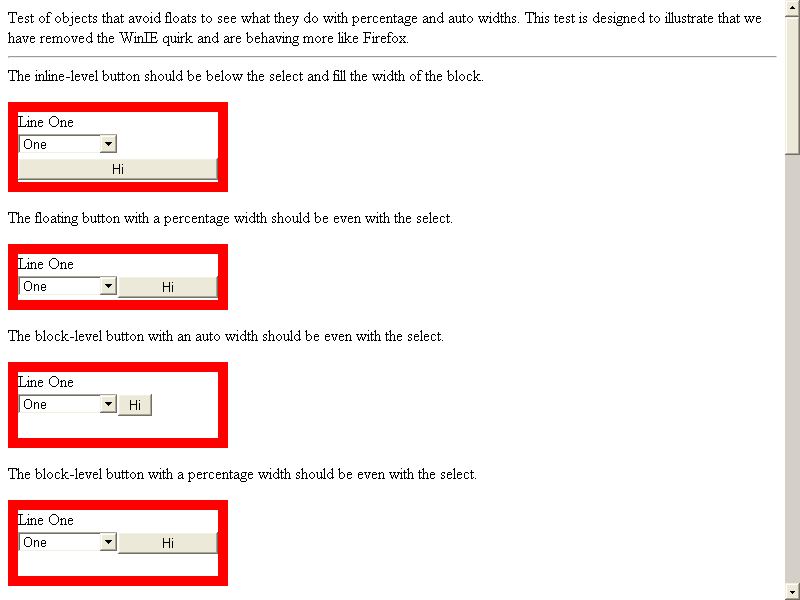 Test of objects that avoid floats to see what they do with percentage and auto widths. This test is designed to illustrate that we
have removed the WinIE quirk and are behaving more like Firefox.
The inline-level button should be below the select and fill the width of the block.
Line One
One
Hi
The floating button with a percentage width should be even with the select.
Line One
One Hi
The block-level button with an auto width should be even with the select.
Line One
One Hi
The block-level button with a percentage width should be even with the select.
Line One
One Hi